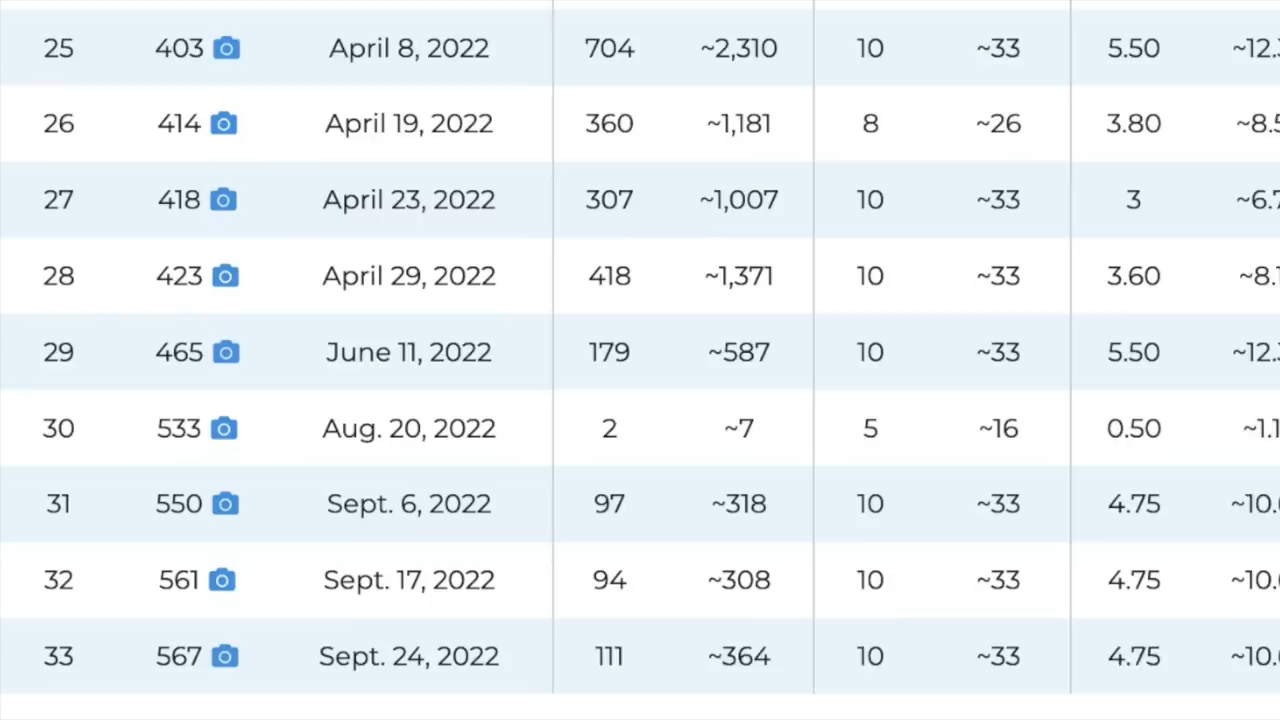 25 403 April 8, 2022 704 ~2,310 10 ~33 5.50 ~12.
26 414 April 19, 2022 360 ~1,181 8 ~26 3.80 ~8.5
27 418 April 23, 2022 307 ~1,007 10 ~33 3 ~6.7
28 423 April 29, 2022 418 ~1,371 10 ~33 3.60 ~8.1
29 465 June 11, 2022 179 ~587 10 ~33 5.50 ~12.
30 533 Aug. 20, 2022 2 ~7 5 ~16 0.50 ~1.1
31 550 Sept. 6, 2022 97 ~318 10 ~33 4.75 ~10.
32 561 Sept. 17, 2022 94 ~308 10 ~33 4.75 ~10.
33 567 Sept. 24, 2022 111 ~364 10 ~33 4.75 ~10.